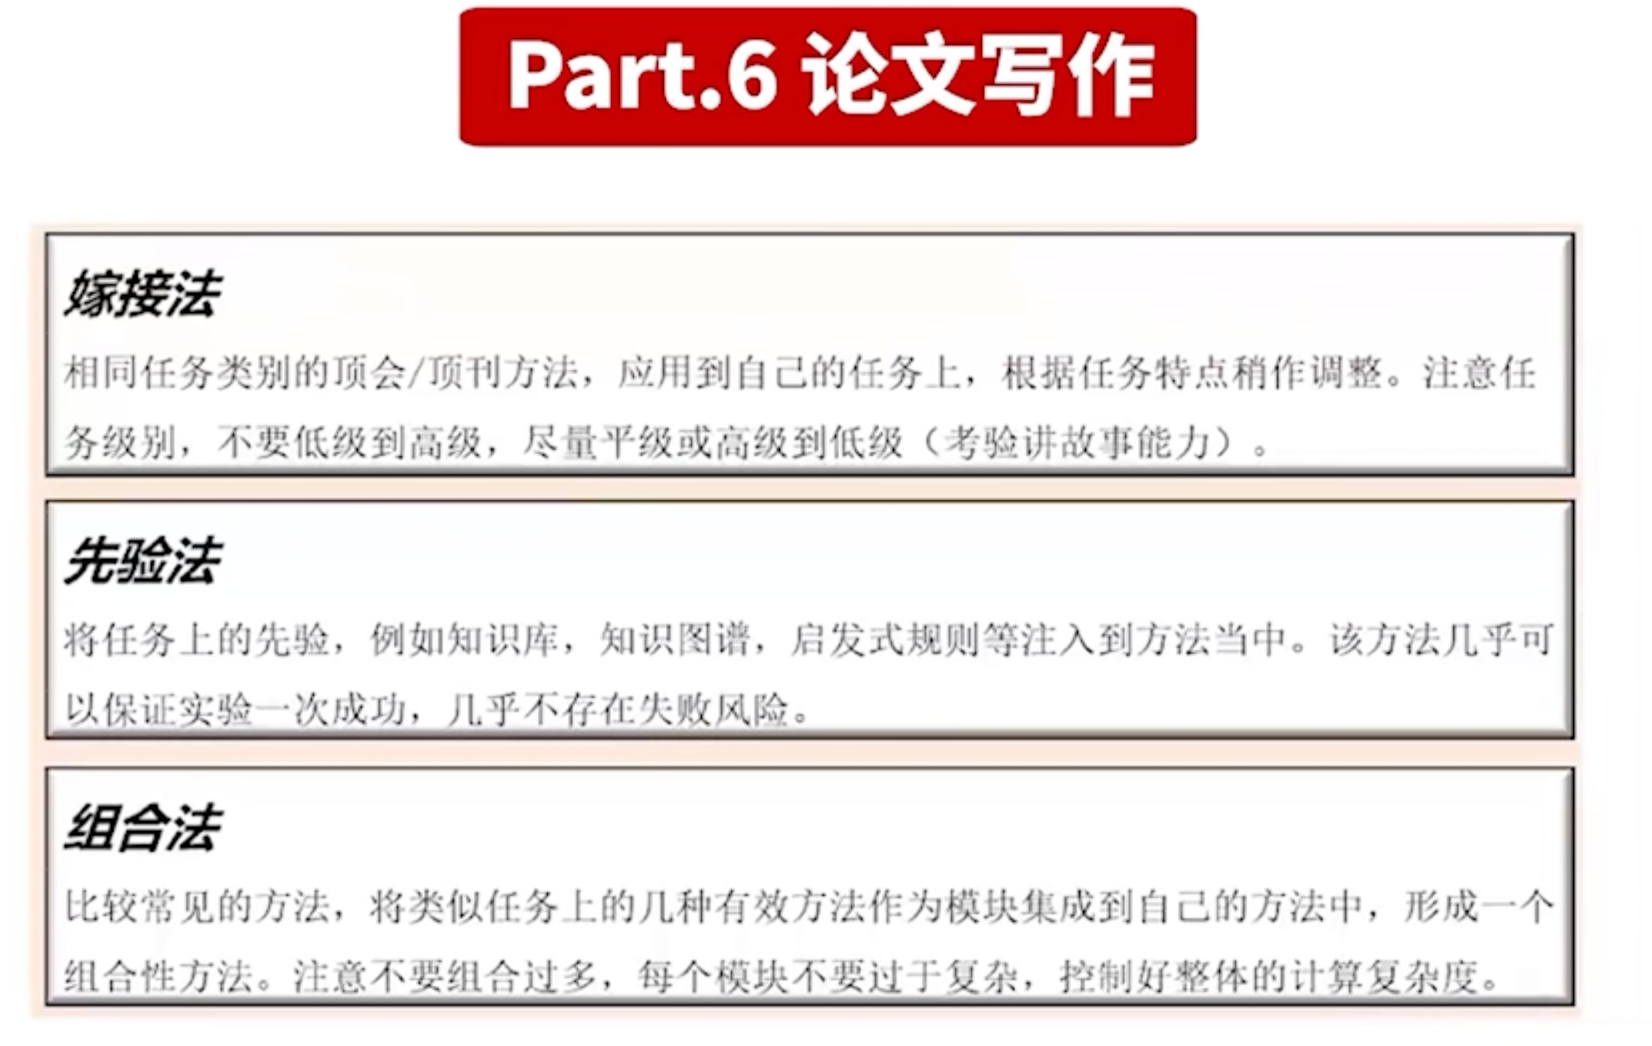 Part.6 论文写作
嫁接法
相同任务类别的顶会/顶刊方法，应用到自己的任务上，根据任务特点稍作调整。注意任
务级别，不要低级到高级，尽量平级或高级到低级（考验讲故事能力）。
先验法
将任务上的先验，例如知识库，知识图谱，启发式规则等注入到方法当中。该方法几乎可
以保证实验一次成功，几乎不存在失败风险。
组合法
比较常见的方法，将类似任务上的几种有效方法作为模块集成到自己的方法中，形成一个
组合性方法。注意不要组合过多，每个模块不要过于复杂，控制好整体的计算复杂度。